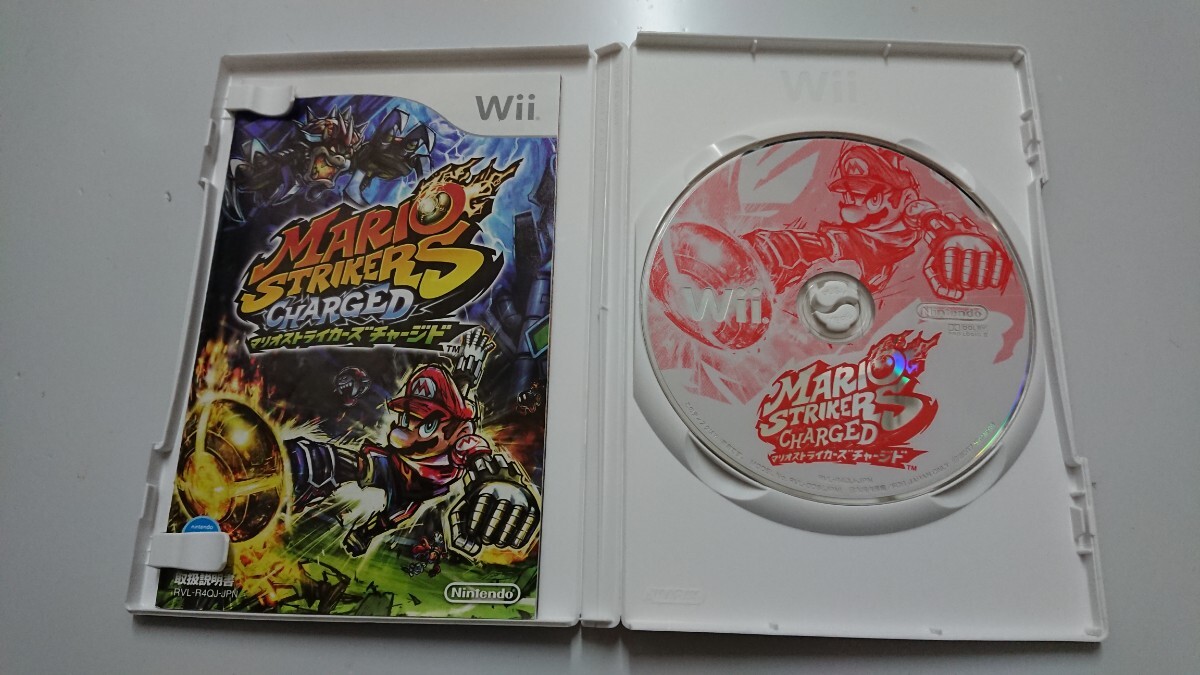 Wii
MARIO
STRIKERS
CHARGED
マリオストライカーズ チャージド
TM
Nintendo
取扱説明書
RVL-R4QJ-JPN
Nintendo
Wii
Wii
Nintendo
MARIO
STRIKERS
CHARGED
マリオストライカーズ チャージド
TM